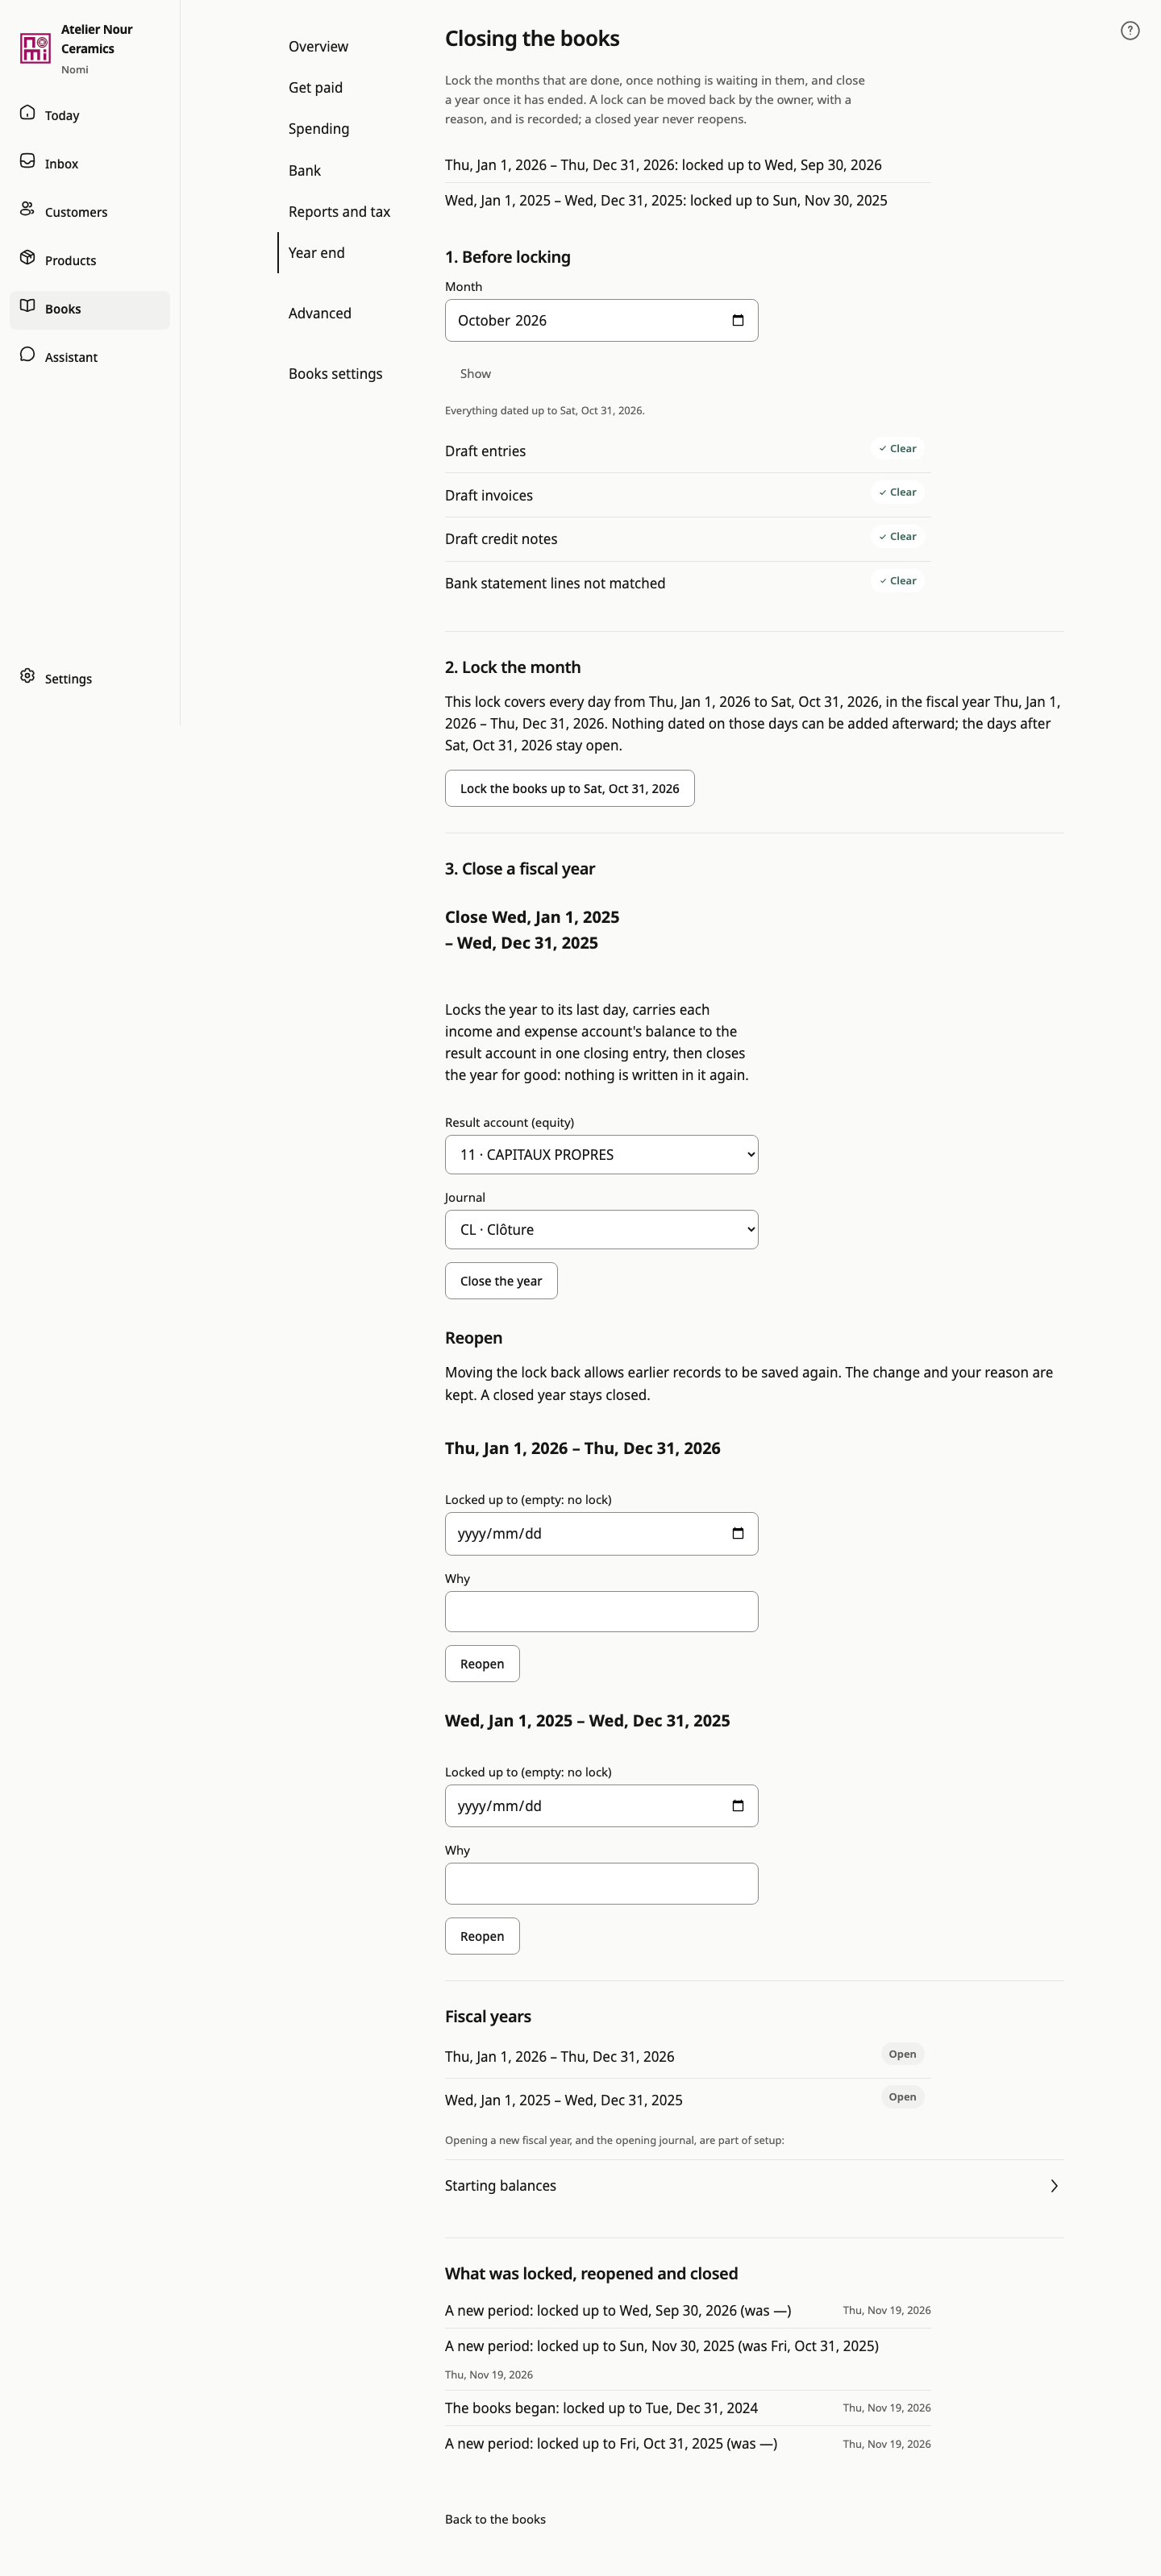 Atelier Nour
Ceramics
Nomi
Today
Inbox
Customers
Products
Books
Assistant
Settings
Overview
Get paid
Spending
Bank
Reports and tax
Year end
Advanced
Books settings
Closing the books
Lock the months that are done, once nothing is waiting in them, and close
a year once it has ended. A lock can be moved back by the owner, with a
reason, and is recorded; a closed year never reopens.
Thu, Jan 1, 2026 – Thu, Dec 31, 2026: locked up to Wed, Sep 30, 2026
Wed, Jan 1, 2025 – Wed, Dec 31, 2025: locked up to Sun, Nov 30, 2025
1. Before locking
Month
October 2026
Show
Everything dated up to Sat, Oct 31, 2026.
Draft entries Clear
Draft invoices Clear
Draft credit notes Clear
Bank statement lines not matched Clear
2. Lock the month
This lock covers every day from Thu, Jan 1, 2026 to Sat, Oct 31, 2026, in the fiscal year Thu, Jan 1,
2026 – Thu, Dec 31, 2026. Nothing dated on those days can be added afterward; the days after
Sat, Oct 31, 2026 stay open.
Lock the books up to Sat, Oct 31, 2026
3. Close a fiscal year
Close Wed, Jan 1, 2025
– Wed, Dec 31, 2025
Locks the year to its last day, carries each
income and expense account's balance to the
result account in one closing entry, then closes
the year for good: nothing is written in it again.
Result account (equity)
11 · CAPITAUX PROPRES
Journal
CL · Clôture
Close the year
Reopen
Moving the lock back allows earlier records to be saved again. The change and your reason are
kept. A closed year stays closed.
Thu, Jan 1, 2026 – Thu, Dec 31, 2026
Locked up to (empty: no lock)
yyyy/mm/dd
Why
Reopen
Wed, Jan 1, 2025 – Wed, Dec 31, 2025
Locked up to (empty: no lock)
yyyy/mm/dd
Why
Reopen
Fiscal years
Thu, Jan 1, 2026 – Thu, Dec 31, 2026 Open
Wed, Jan 1, 2025 – Wed, Dec 31, 2025 Open
Opening a new fiscal year, and the opening journal, are part of setup:
Starting balances
What was locked, reopened and closed
A new period: locked up to Wed, Sep 30, 2026 (was —) Thu, Nov 19, 2026
A new period: locked up to Sun, Nov 30, 2025 (was Fri, Oct 31, 2025)
Thu, Nov 19, 2026
The books began: locked up to Tue, Dec 31, 2024 Thu, Nov 19, 2026
A new period: locked up to Fri, Oct 31, 2025 (was —) Thu, Nov 19, 2026
Back to the books